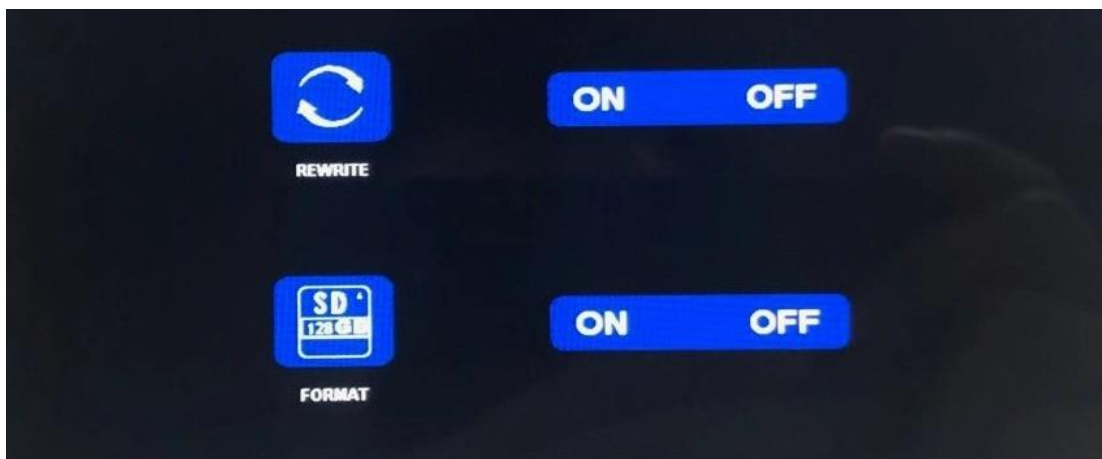 ON OFF
REWRITE
SD
128GB
ON OFF
FORMAT